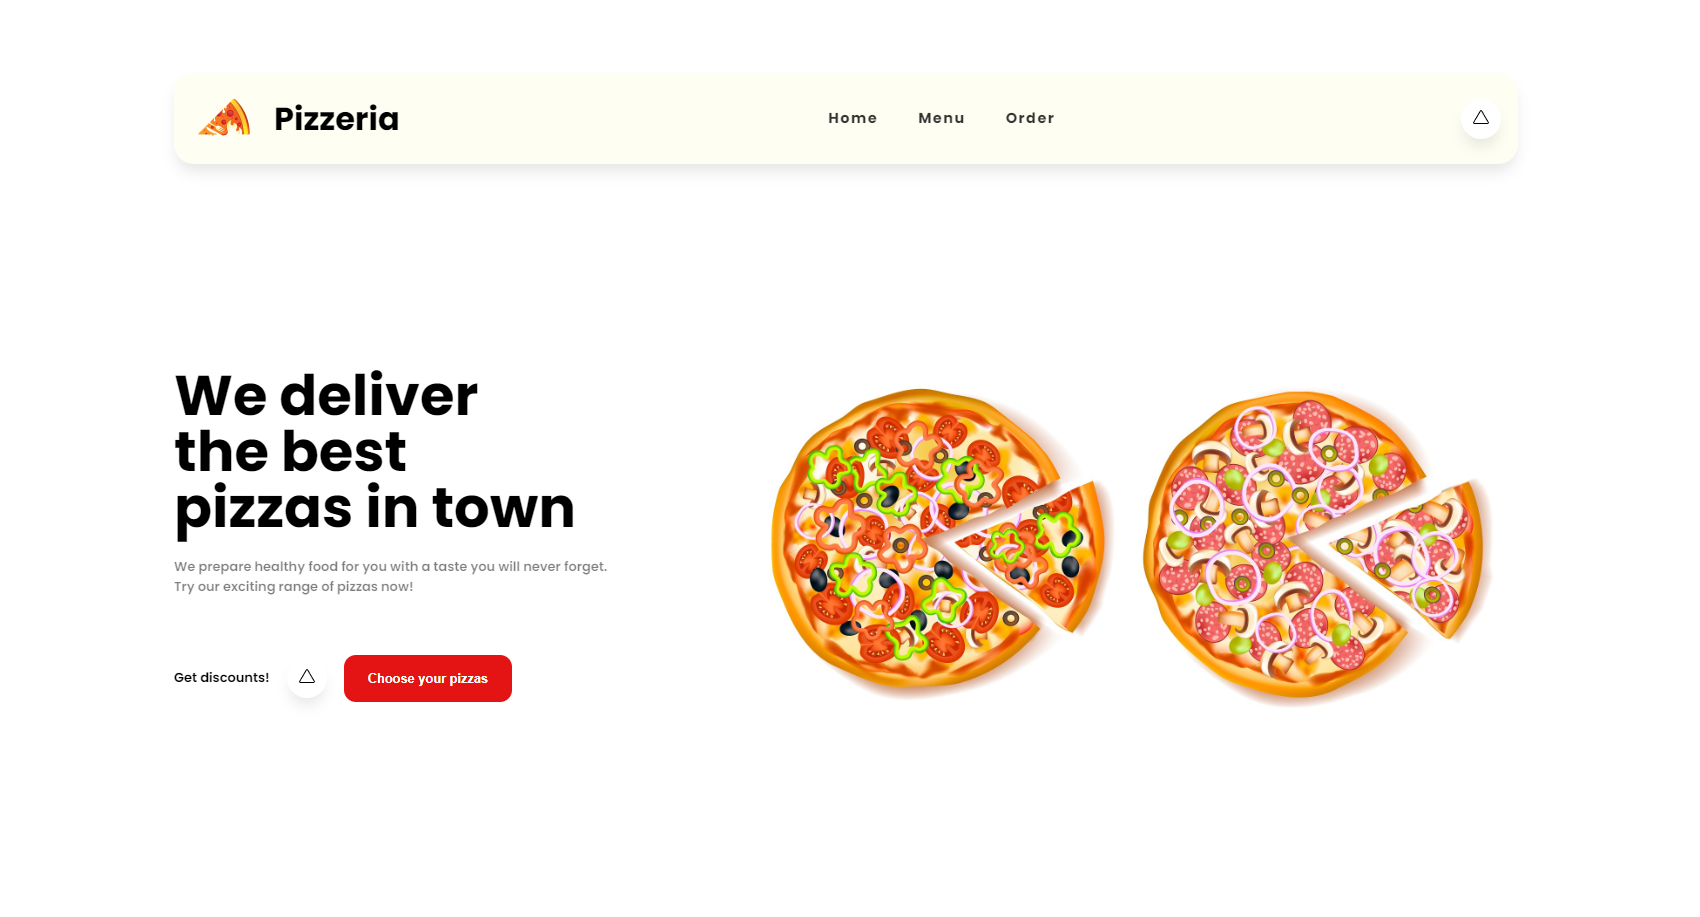 Pizzeria
Home Menu Order
We deliver
the best
pizzas in town
We prepare healthy food for you with a taste you will never forget.
Try our exciting range of pizzas now!
Get discounts!
Choose your pizzas